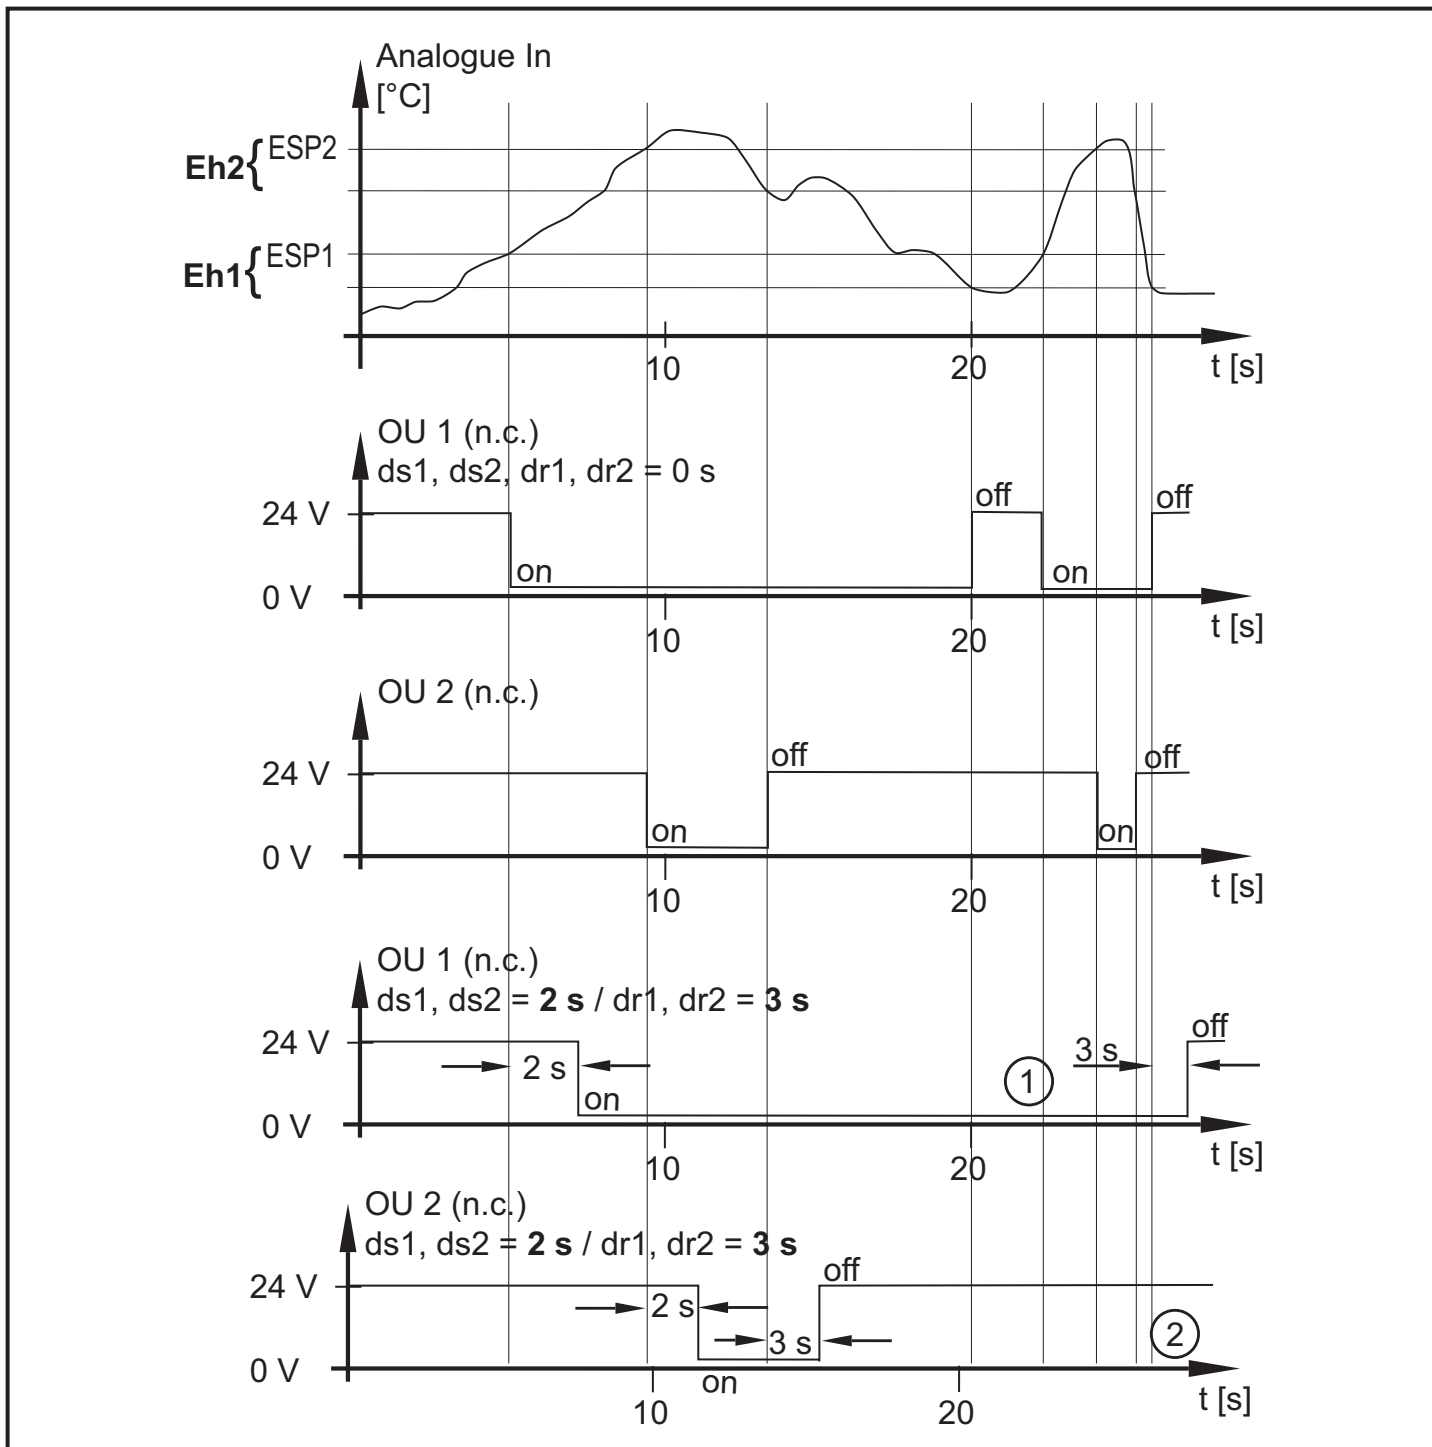 Analogue In
[°C]
Eh2{ ESP2
Eh1{ ESP1
10 20 t [s]
OU 1 (n.c.)
ds1, ds2, dr1, dr2 = 0 s
off off
24 V
on on
0 V
10 20 t [s]
OU 2 (n.c.)
off off
24 V
on on
0 V
10 20 t [s]
OU 1 (n.c.)
ds1, ds2 = 2 s / dr1, dr2 = 3 s
off
24 V
2 s 1 3 s
on
0 V
10 20 t [s]
OU 2 (n.c.)
ds1, ds2 = 2 s / dr1, dr2 = 3 s
off
24 V
2 s
3 s 2
0 V
on
10 20 t [s]